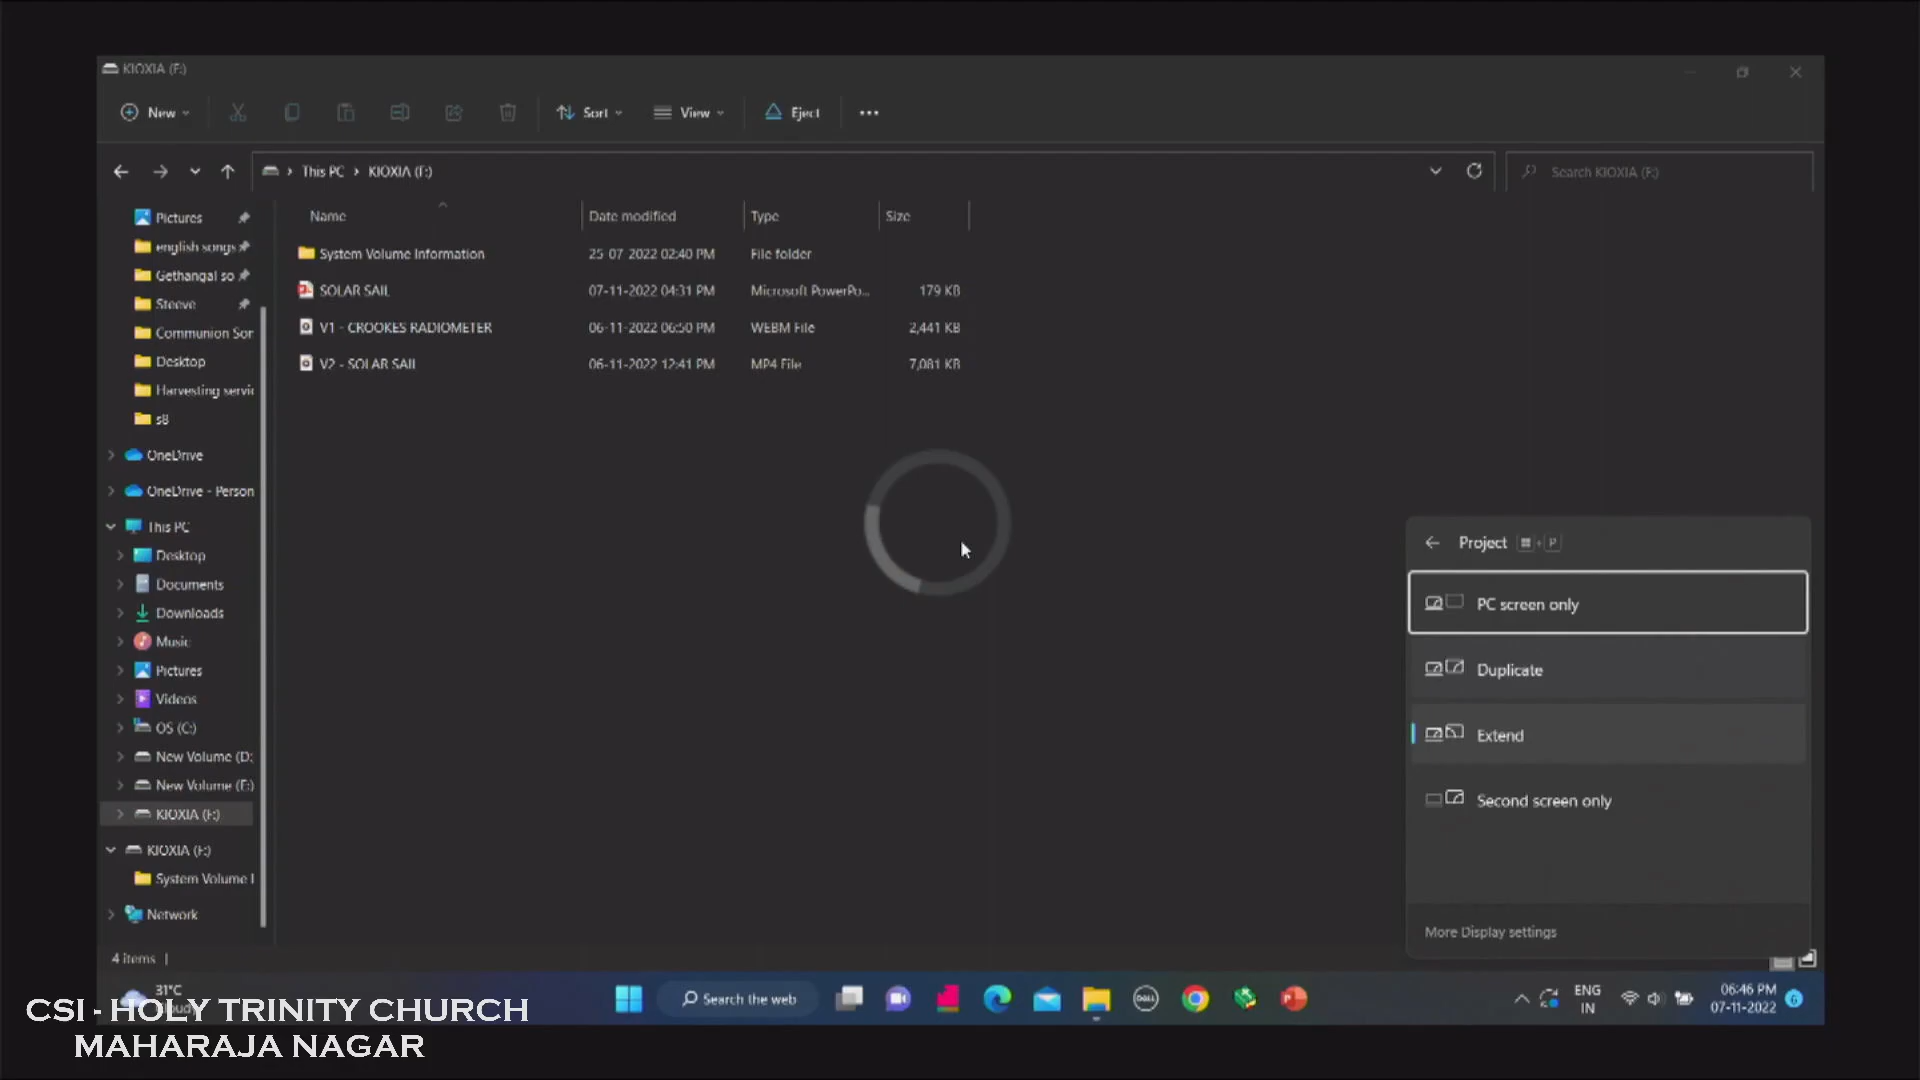 KIOXIA (F:)
New
Sort
View
Eject
This PC
KIOXIA (F:)
Search KIOXIA (F:)
Name
Date modified
Type
Size
System Volume Information
25-07-2022 02:40 PM
File folder
SOLAR SAIL
07-11-2022 04:31 PM
Microsoft PowerPo...
179 KB
V1 - CROOKES RADIOMETER
06-11-2022 06:50 PM
WEBM File
2,441 KB
V2 - SOLAR SAIL
06-11-2022 12:41 PM
MP4 File
7,081 KB
Pictures
english songs
Gethangal so
Steeve
Communion Sor
Desktop
Harvesting servic
s8
OneDrive
OneDrive - Person
This PC
Desktop
Documents
Downloads
Music
Pictures
Videos
OS (C:)
New Volume (D:
New Volume (E:)
KIOXIA (F:)
KIOXIA (F:)
System Volume I
Network
4 items
Project
+ P
PC screen only
Duplicate
Extend
Second screen only
More Display settings
31°C
Search the web
DELL
ENG
IN
06:46 PM
07-11-2022
6
CSI - HOLY TRINITY CHURCH
MAHARAJA NAGAR